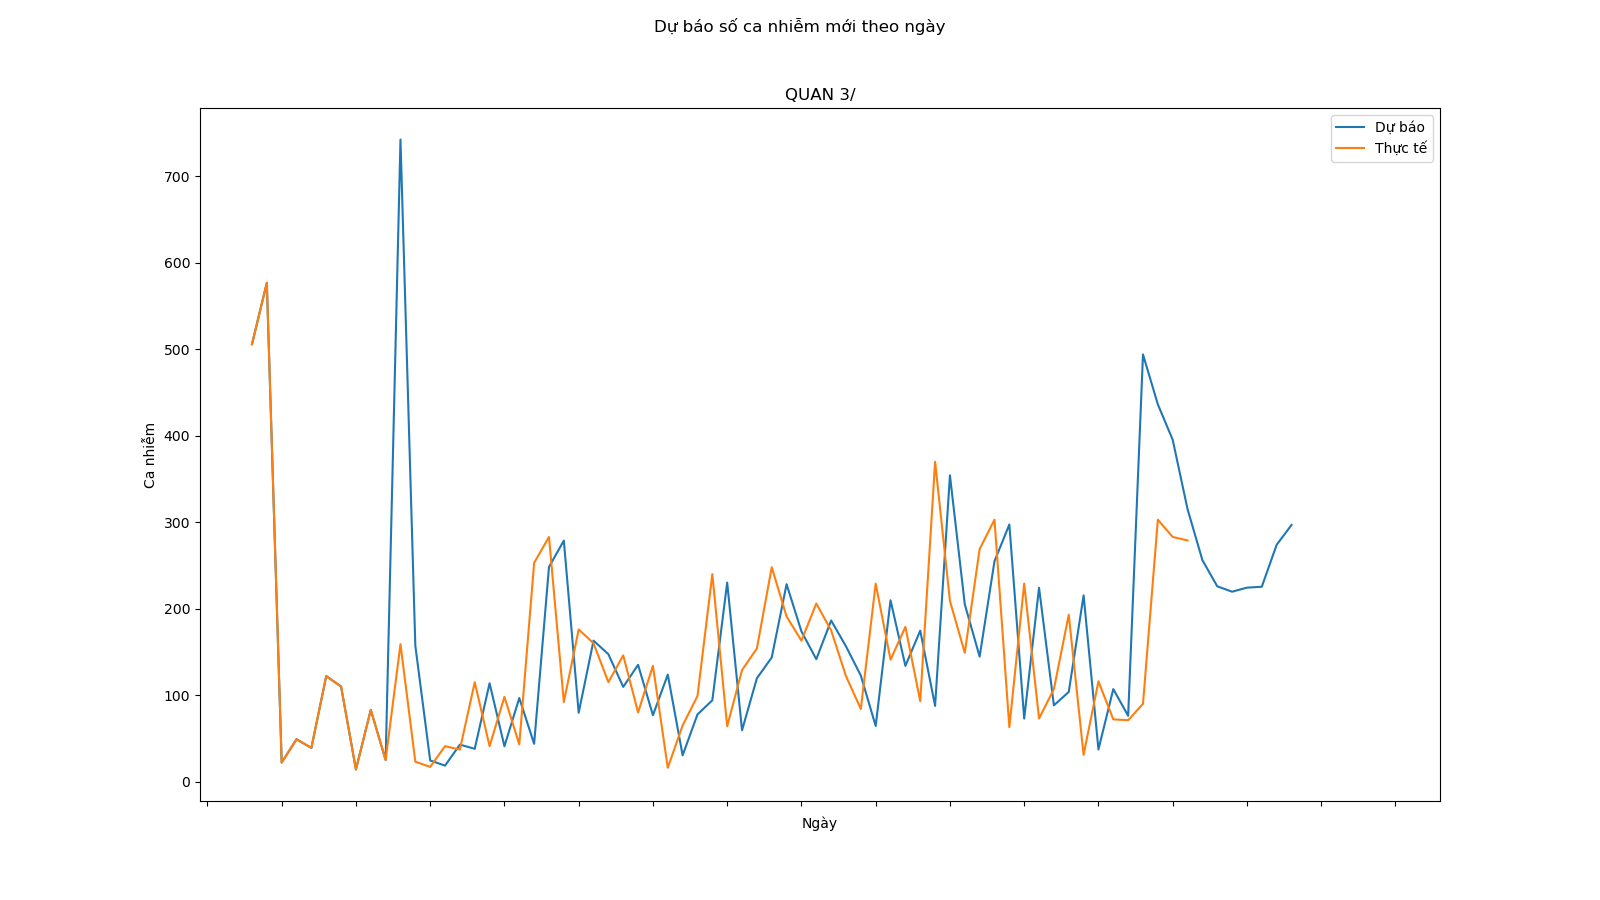 Dự báo số ca nhiễm mới theo ngày
QUAN 3/
Dự báo
Thực tế
700
600
500
400
300
200
100
0
Ca nhiễm
Ngày